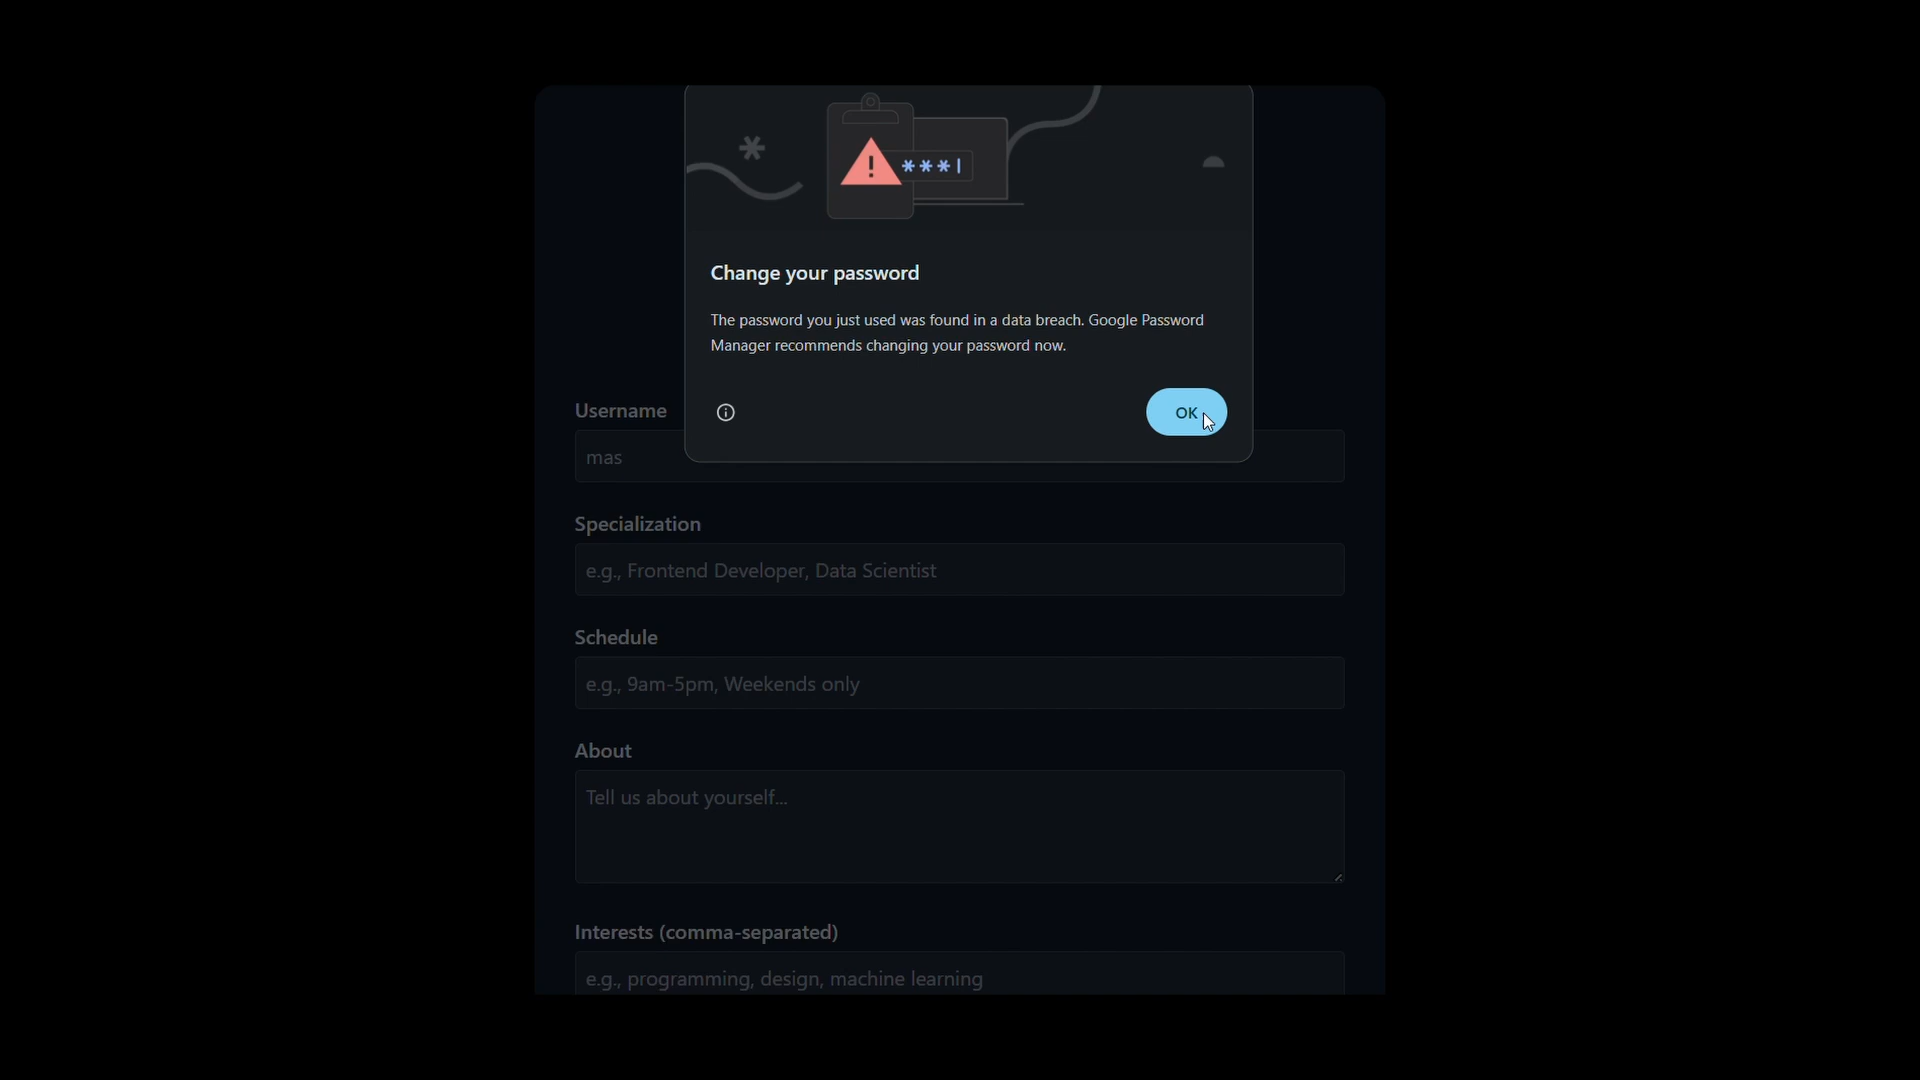 ***|
Change your password
The password you just used was found in a data breach. Google Password
Manager recommends changing your password now.
OK
Username
mas
Specialization
e.g., Frontend Developer, Data Scientist
Schedule
e.g., 9am-5pm, Weekends only
About
Tell us about yourself...
Interests (comma-separated)
e.g., programming, design, machine learning